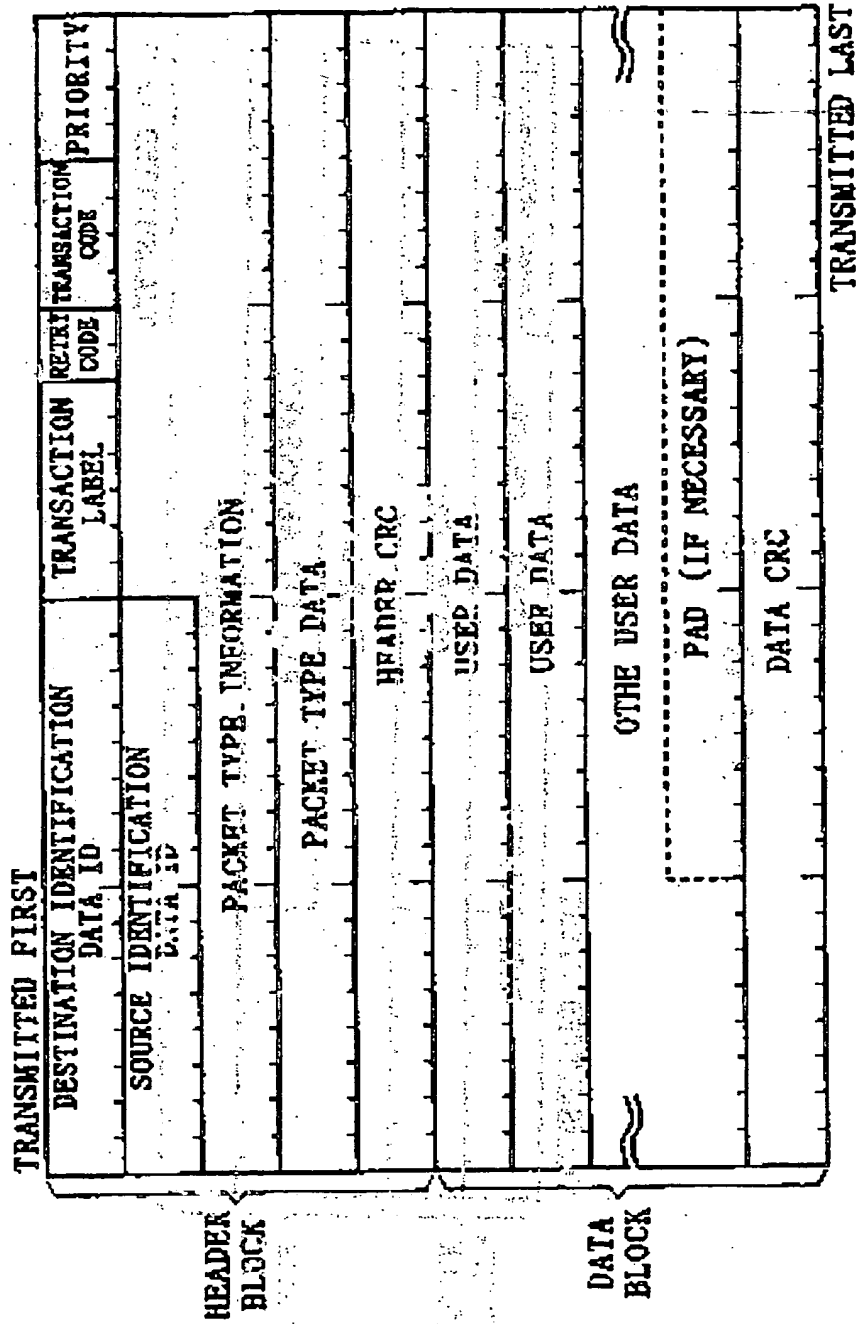 TRANSMITTED FIRST
DESTINATION IDENTIFICATION
DATA ID
TRANSACTION
LABEL
RETRY
CODE
TRANSACTION
CODE
PRIORITY
SOURCE IDENTIFICATION
DATA ID
PACKET TYPE INFORMATION
PACKET TYPE DATA
HEADER CRC
HEADER
BLOCK
USER DATA
USER DATA
OTHE USER DATA
PAD (IF NECESSARY)
DATA CRC
DATA
BLOCK
TRANSMITTED LAST